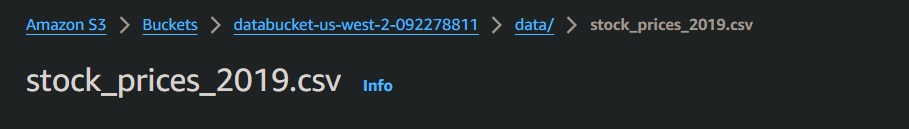 Amazon S3 > Buckets > databucket-us-west-2-092278811 > data/ > stock_prices_2019.csv
stock_prices_2019.csv Info